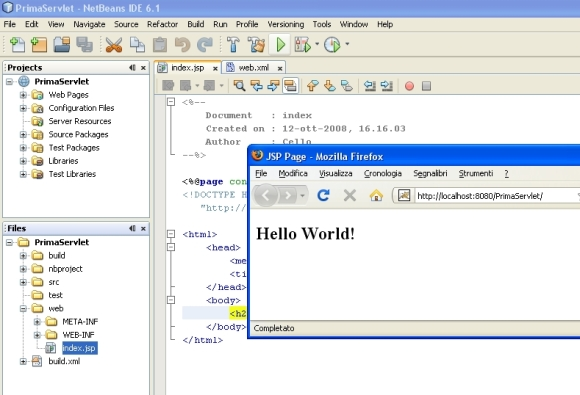 PrimaServlet - NetBeans IDE 6.1
File Edit View Navigate Source Refactor Build Run Profile Versioning Tools Window Help
Projects
PrimaServlet
Web Pages
Configuration Files
Server Resources
Source Packages
Test Packages
Libraries
Test Libraries
Files
PrimaServlet
build
nbproject
src
test
web
META-INF
WEB-INF
index.jsp
build.xml
index.jsp web.xml
<%--
Document : index
Created on : 12-ott-2008, 16.16.03
Author : Cello
--%>
<%@page con
<!DOCTYPE H
"http://
<html>
<head>
<me
<ti
</head>
<body>
<h2
</body>
</html>
JSP Page - Mozilla Firefox
File Modifica Visualizza Cronologia Segnalibri Strumenti ?
http://localhost:8080/PrimaServlet/
Hello World!
Completato